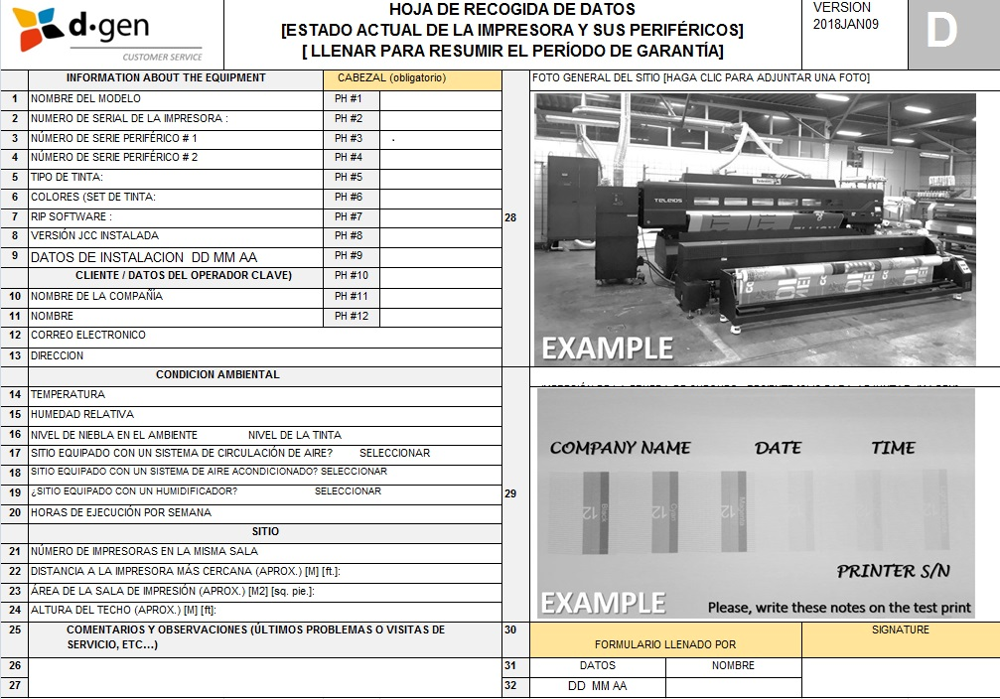 d·gen
CUSTOMER SERVICE
HOJA DE RECOGIDA DE DATOS
[ESTADO ACTUAL DE LA IMPRESORA Y SUS PERIFÉRICOS]
[ LLENAR PARA RESUMIR EL PERÍODO DE GARANTÍA]
VERSION
2018JAN09
D
INFORMATION ABOUT THE EQUIPMENT
CABEZAL (obligatorio)
1 NOMBRE DEL MODELO PH #1
2 NUMERO DE SERIAL DE LA IMPRESORA : PH #2
3 NÚMERO DE SERIE PERIFÉRICO # 1 PH #3 .
4 NÚMERO DE SERIE PERIFÉRICO # 2 PH #4
5 TIPO DE TINTA: PH #5
6 COLORES (SET DE TINTA: PH #6
7 RIP SOFTWARE : PH #7
8 VERSIÓN JCC INSTALADA PH #8
9 DATOS DE INSTALACION DD MM AA PH #9
CLIENTE / DATOS DEL OPERADOR CLAVE) PH #10
10 NOMBRE DE LA COMPAÑÍA PH #11
11 NOMBRE PH #12
12 CORREO ELECTRONICO
13 DIRECCION
CONDICION AMBIENTAL
14 TEMPERATURA
15 HUMEDAD RELATIVA
16 NIVEL DE NIEBLA EN EL AMBIENTE NIVEL DE LA TINTA
17 SITIO EQUIPADO CON UN SISTEMA DE CIRCULACIÓN DE AIRE? SELECCIONAR
18 SITIO EQUIPADO CON UN SISTEMA DE AIRE ACONDICIONADO? SELECCIONAR
19 ¿SITIO EQUIPADO CON UN HUMIDIFICADOR? SELECCIONAR
20 HORAS DE EJECUCIÓN POR SEMANA
SITIO
21 NÚMERO DE IMPRESORAS EN LA MISMA SALA
22 DISTANCIA A LA IMPRESORA MÁS CERCANA (APROX.) [M] [ft.]:
23 ÁREA DE LA SALA DE IMPRESIÓN (APROX.) [M2] [sq. pie.]:
24 ALTURA DEL TECHO (APROX.) [M] [ft]:
25 COMENTARIOS Y OBSERVACIONES (ÚLTIMOS PROBLEMAS O VISITAS DE
SERVICIO, ETC...)
26
27
28
FOTO GENERAL DEL SITIO [HAGA CLIC PARA ADJUNTAR UNA FOTO]
TELEIOS
EXAMPLE
29
COMPANY NAME DATE TIME
12 Black 12 Cyan 12 Magenta
PRINTER S/N
EXAMPLE
Please, write these notes on the test print
30 FORMULARIO LLENADO POR
SIGNATURE
31 DATOS NOMBRE
32 DD MM AA